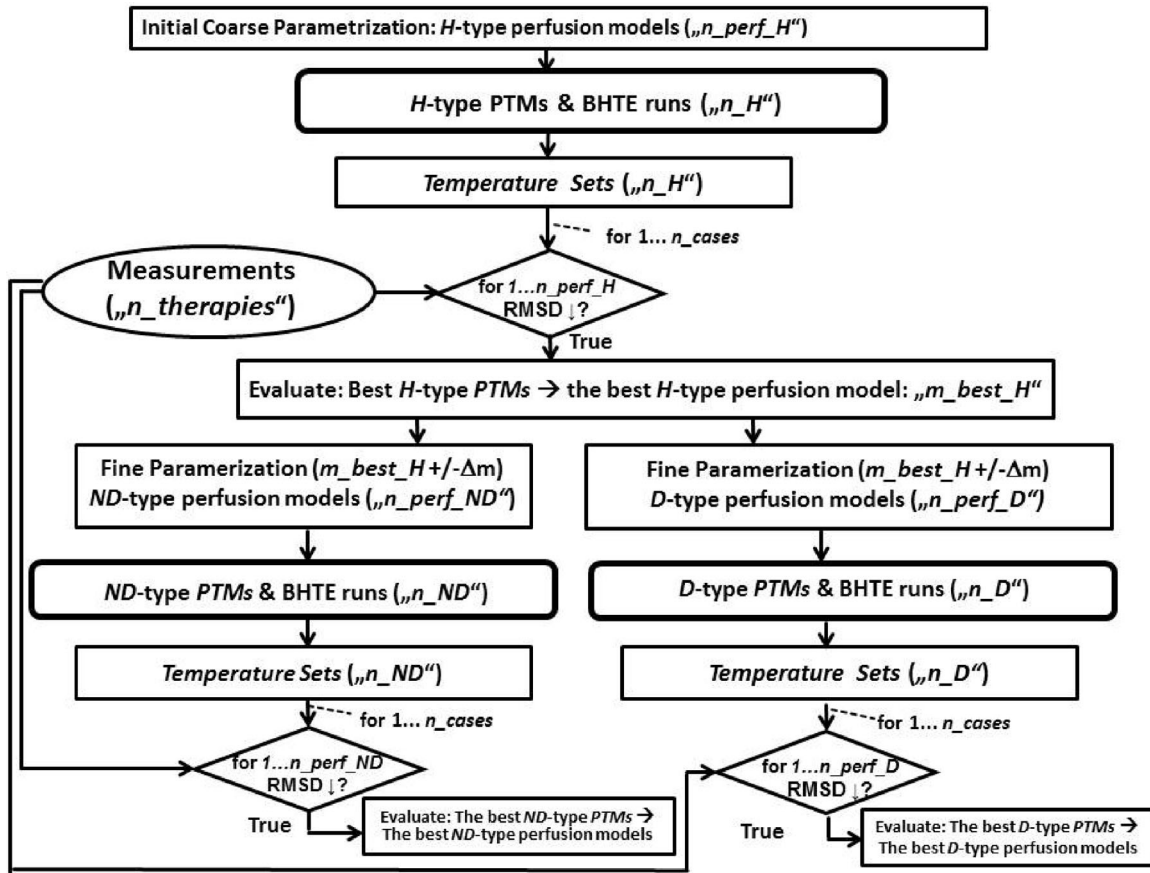 Initial Coarse Parametrization: H-type perfusion models („n_perf_H“)
H-type PTMs & BHTE runs („n_H“)
Temperature Sets („n_H“)
for 1... n_cases
Measurements
(„n_therapies“)
for 1...n_perf_H
RMSD ↓?
True
Evaluate: Best H-type PTMs → the best H-type perfusion model: „m_best_H“
Fine Paramerization (m_best_H +/-Δm)
ND-type perfusion models („n_perf_ND“)
Fine Paramerization (m_best_H +/-Δm)
D-type perfusion models („n_perf_D“)
ND-type PTMs & BHTE runs („n_ND“)
D-type PTMs & BHTE runs („n_D“)
Temperature Sets („n_ND“)
Temperature Sets („n_D“)
for 1... n_cases
for 1... n_cases
for 1...n_perf_ND
RMSD ↓?
for 1...n_perf_D
RMSD ↓?
True
Evaluate: The best ND-type PTMs →
The best ND-type perfusion models
True
Evaluate: The best D-type PTMs →
The best D-type perfusion models